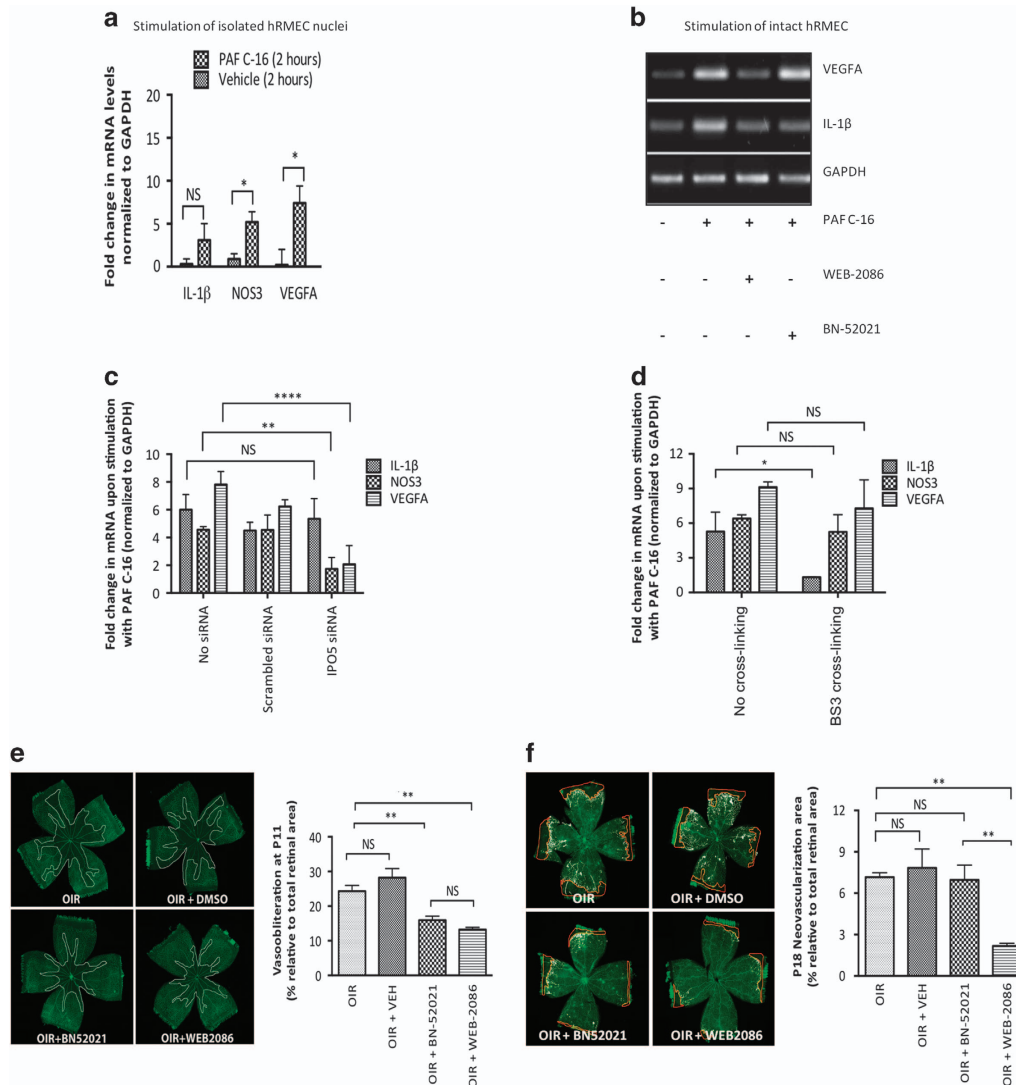 a
Stimulation of isolated hRMEC nuclei
PAF C-16 (2 hours)
Vehicle (2 hours)
Fold change in mRNA levels
normalized to GAPDH
20
15
10
5
0
NS
*
*
IL-1β NOS3 VEGFA
b
Stimulation of intact hRMEC
VEGFA
IL-1β
GAPDH
- + + + PAF C-16
- - + - WEB-2086
- - - + BN-52021
c
Fold change in mRNA upon stimulation
with PAF C-16 (normalized to GAPDH)
10
8
6
4
2
0
****
**
NS
IL-1β
NOS3
VEGFA
No siRNA
Scrambled siRNA
IPO5 siRNA
d
Fold change in mRNA upon stimulation
with PAF C-16 (normalized to GAPDH)
12
9
6
3
0
NS
NS
*
IL-1β
NOS3
VEGFA
No cross-linking
BS3 cross-linking
e
OIR
OIR + DMSO
OIR+BN52021
OIR+WEB2086
Vasoobliteration at P11
(% relative to total retinal area)
40
30
20
10
0
**
**
NS
NS
OIR
OIR + VEH
OIR + BN-52021
OIR + WEB-2086
f
OIR
OIR + DMSO
OIR + BN52021
OIR + WEB2086
P18 Neovascularization area
(% relative to total retinal area)
12
9
6
3
0
**
NS
NS
**
OIR
OIR + VEH
OIR + BN-52021
OIR + WEB-2086